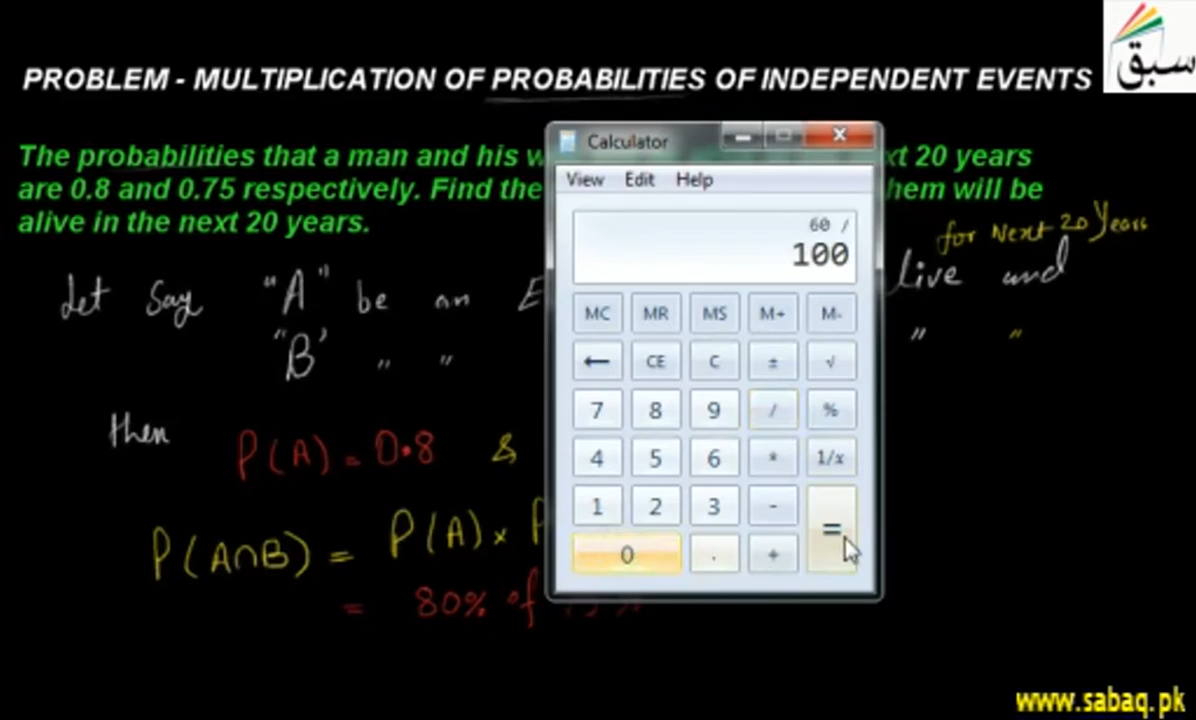 سبق
PROBLEM - MULTIPLICATION OF PROBABILITIES OF INDEPENDENT EVENTS
The probabilities that a man and his w xt 20 years
are 0.8 and 0.75 respectively. Find the hem will be
alive in the next 20 years.
for Next 20 Years
Let Say "A" be an E live and
"B' " " " "
then P(A) = 0.8 &
P(A∩B) = P(A) × P
= 80% of
Calculator
View Edit Help
60 /
100
MC MR MS M+ M-
← CE C ± √
7 8 9 / %
4 5 6 * 1/x
1 2 3 - =
0 . +
www.sabaq.pk